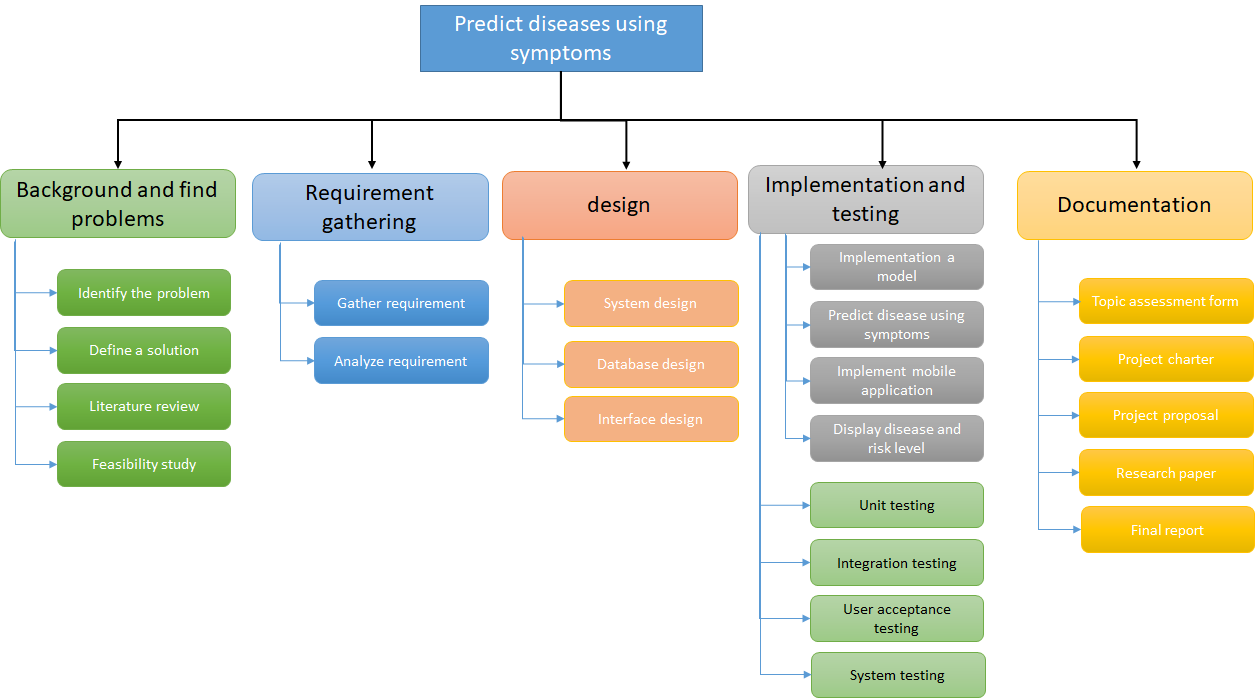 Predict diseases using
symptoms
Background and find
problems
Identify the problem
Define a solution
Literature review
Feasibility study
Requirement
gathering
Gather requirement
Analyze requirement
design
System design
Database design
Interface design
Implementation and
testing
Implementation a
model
Predict disease using
symptoms
Implement mobile
application
Display disease and
risk level
Unit testing
Integration testing
User acceptance
testing
System testing
Documentation
Topic assessment form
Project charter
Project proposal
Research paper
Final report